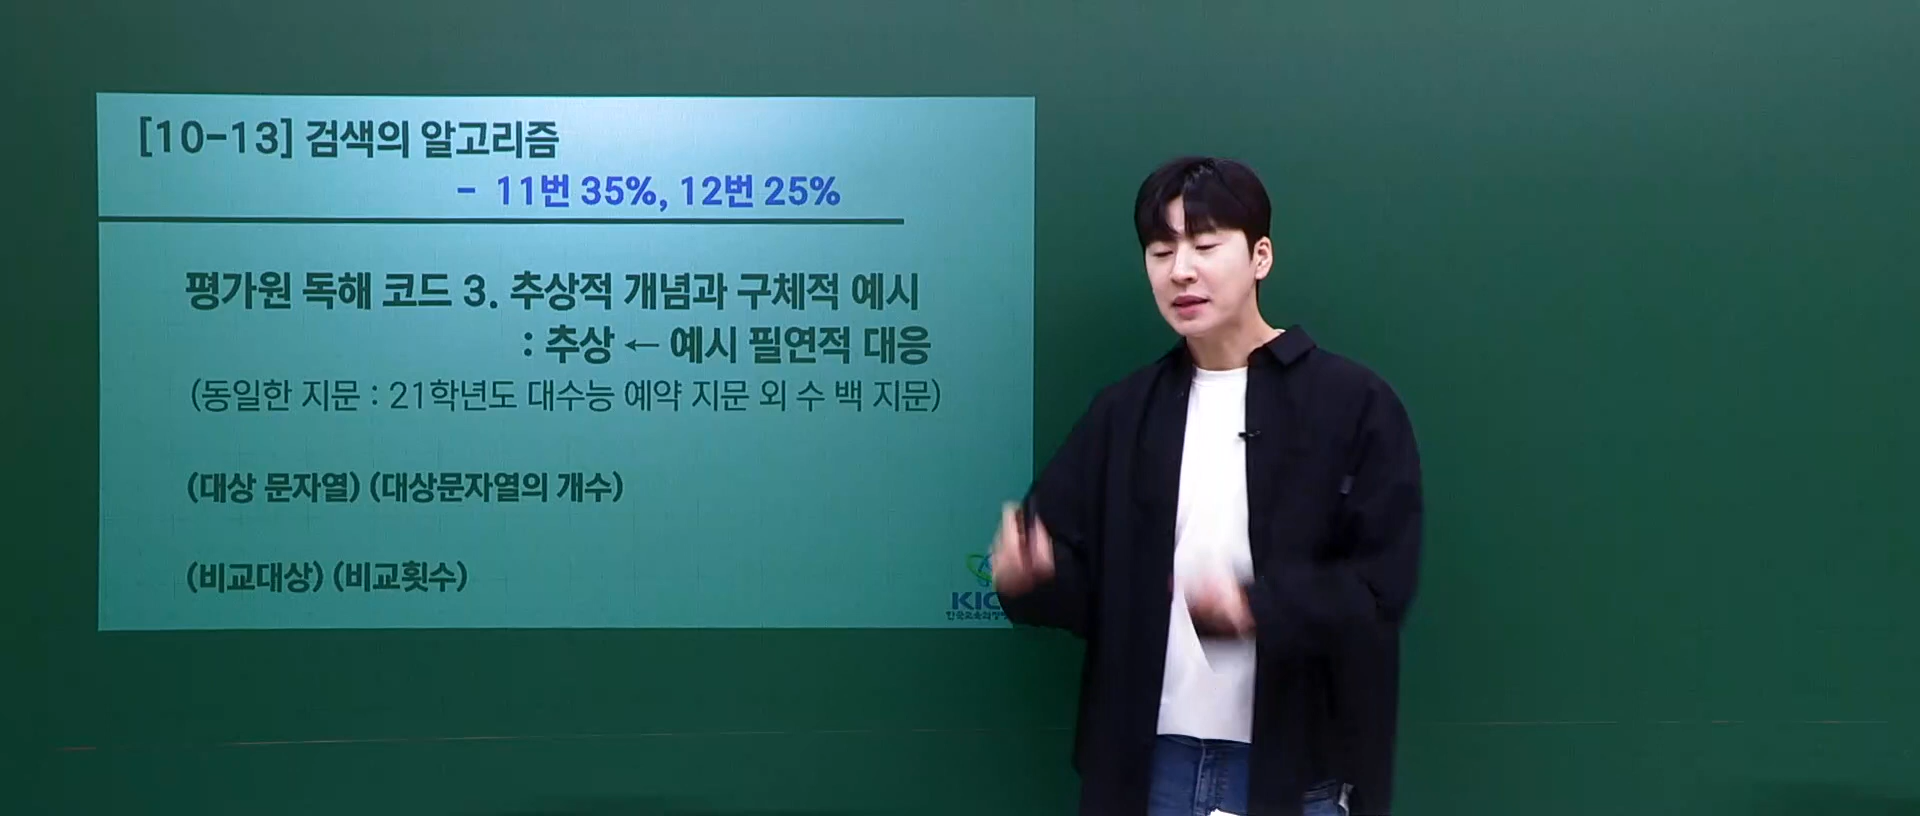 [10-13] 검색의 알고리즘
- 11번 35%, 12번 25%
평가원 독해 코드 3. 추상적 개념과 구체적 예시
: 추상 ← 예시 필연적 대응
(동일한 지문 : 21학년도 대수능 예약 지문 외 수 백 지문)
(대상 문자열) (대상문자열의 개수)
(비교대상) (비교횟수)